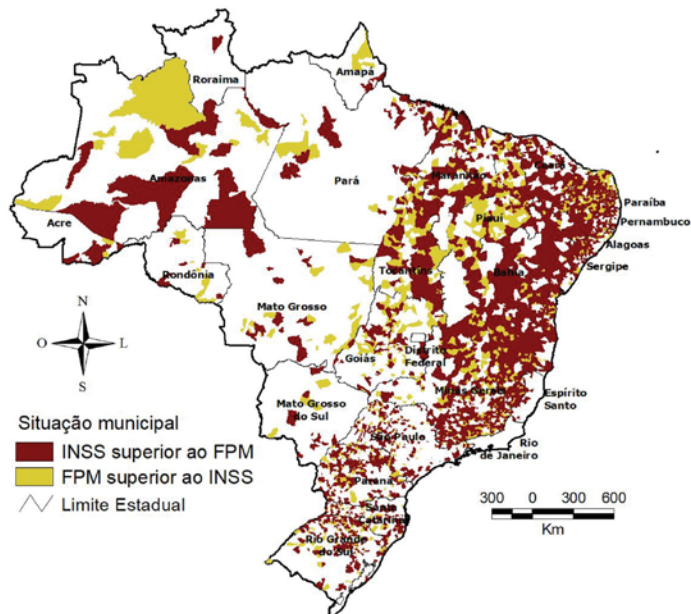 Roraima
Amapá
Amazonas
Pará
Maranhão
Ceará
Piauí
Paraíba
Pernambuco
Alagoas
Sergipe
Acre
Rondônia
Tocantins
Bahia
Mato Grosso
Goiás
Distrito
Federal
Minas Gerais
Espírito
Santo
Mato Grosso
do Sul
São Paulo
Rio
de Janeiro
Paraná
Santa
Catarina
Rio Grande
do Sul
N
O
L
S
Situação municipal
INSS superior ao FPM
FPM superior ao INSS
Limite Estadual
300 0 300 600
Km